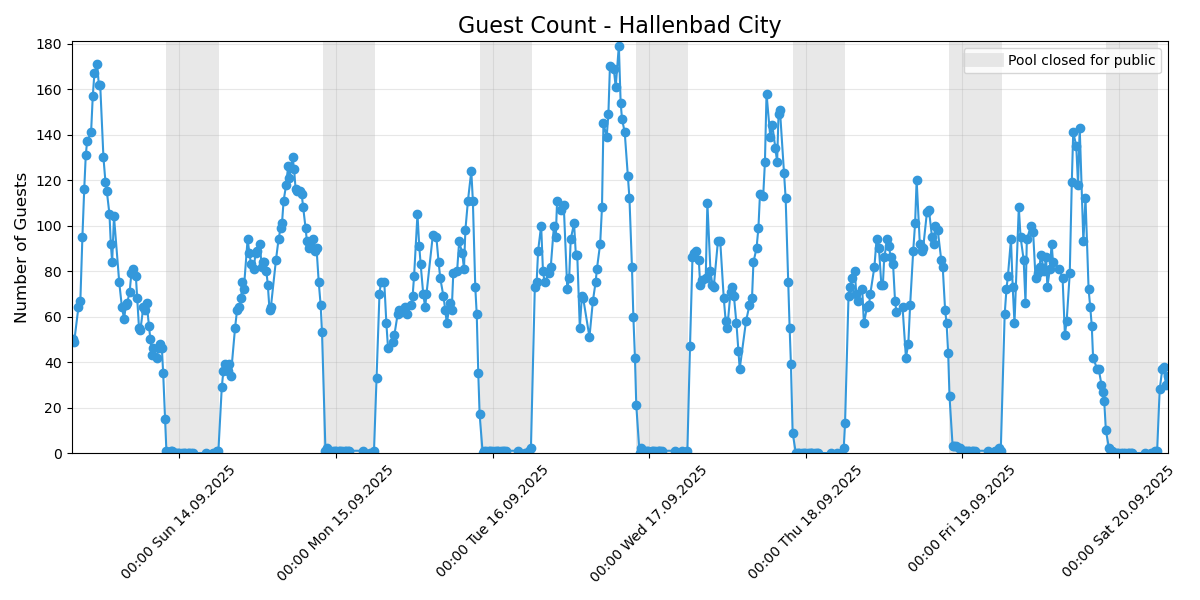 Guest Count - Hallenbad City
Pool closed for public
Number of Guests
180
160
140
120
100
80
60
40
20
0
00:00 Sun 14.09.2025
00:00 Mon 15.09.2025
00:00 Tue 16.09.2025
00:00 Wed 17.09.2025
00:00 Thu 18.09.2025
00:00 Fri 19.09.2025
00:00 Sat 20.09.2025